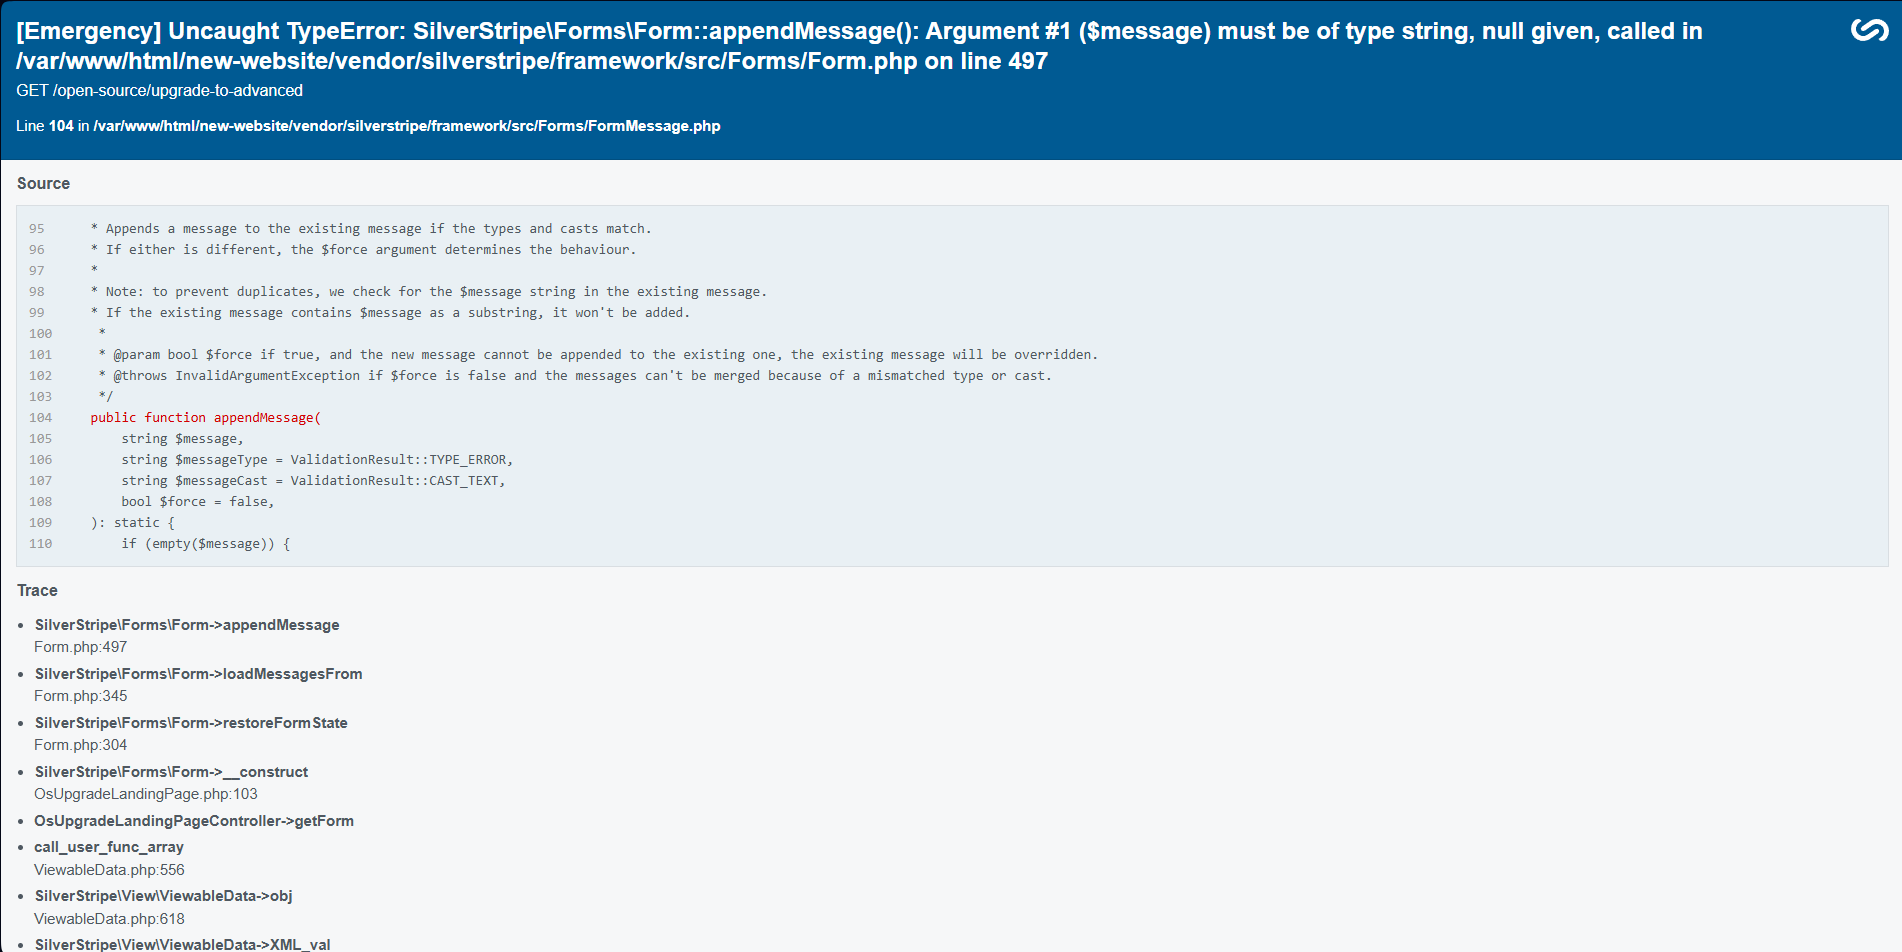 [Emergency] Uncaught TypeError: SilverStripe\Forms\Form::appendMessage(): Argument #1 ($message) must be of type string, null given, called in
/var/www/html/new-website/vendor/silverstripe/framework/src/Forms/Form.php on line 497
GET /open-source/upgrade-to-advanced
Line 104 in /var/www/html/new-website/vendor/silverstripe/framework/src/Forms/FormMessage.php
Source
95 * Appends a message to the existing message if the types and casts match.
96 * If either is different, the $force argument determines the behaviour.
97 *
98 * Note: to prevent duplicates, we check for the $message string in the existing message.
99 * If the existing message contains $message as a substring, it won't be added.
100 *
101 * @param bool $force if true, and the new message cannot be appended to the existing one, the existing message will be overridden.
102 * @throws InvalidArgumentException if $force is false and the messages can't be merged because of a mismatched type or cast.
103 */
104 public function appendMessage(
105 string $message,
106 string $messageType = ValidationResult::TYPE_ERROR,
107 string $messageCast = ValidationResult::CAST_TEXT,
108 bool $force = false,
109 ): static {
110 if (empty($message)) {
Trace
• SilverStripe\Forms\Form->appendMessage
Form.php:497
• SilverStripe\Forms\Form->loadMessagesFrom
Form.php:345
• SilverStripe\Forms\Form->restoreFormState
Form.php:304
• SilverStripe\Forms\Form->__construct
OsUpgradeLandingPage.php:103
• OsUpgradeLandingPageController->getForm
• call_user_func_array
ViewableData.php:556
• SilverStripe\View\ViewableData->obj
ViewableData.php:618
• SilverStripe\View\ViewableData->XML_val